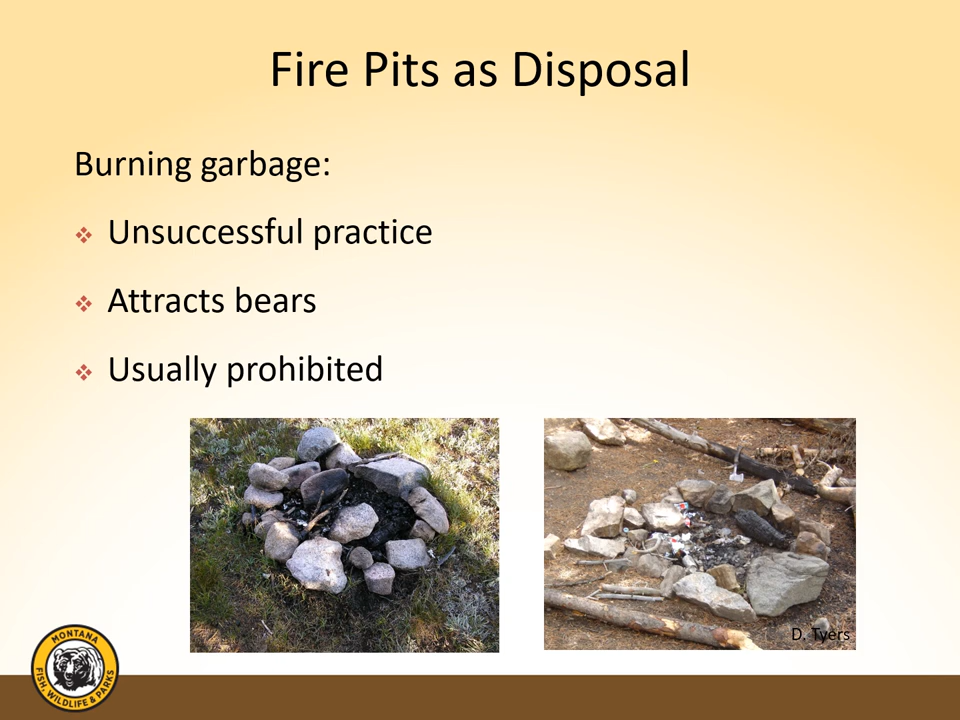 Fire Pits as Disposal
Burning garbage:
Unsuccessful practice
Attracts bears
Usually prohibited
D. Tyers
MONTANA
FISH, WILDLIFE & PARKS